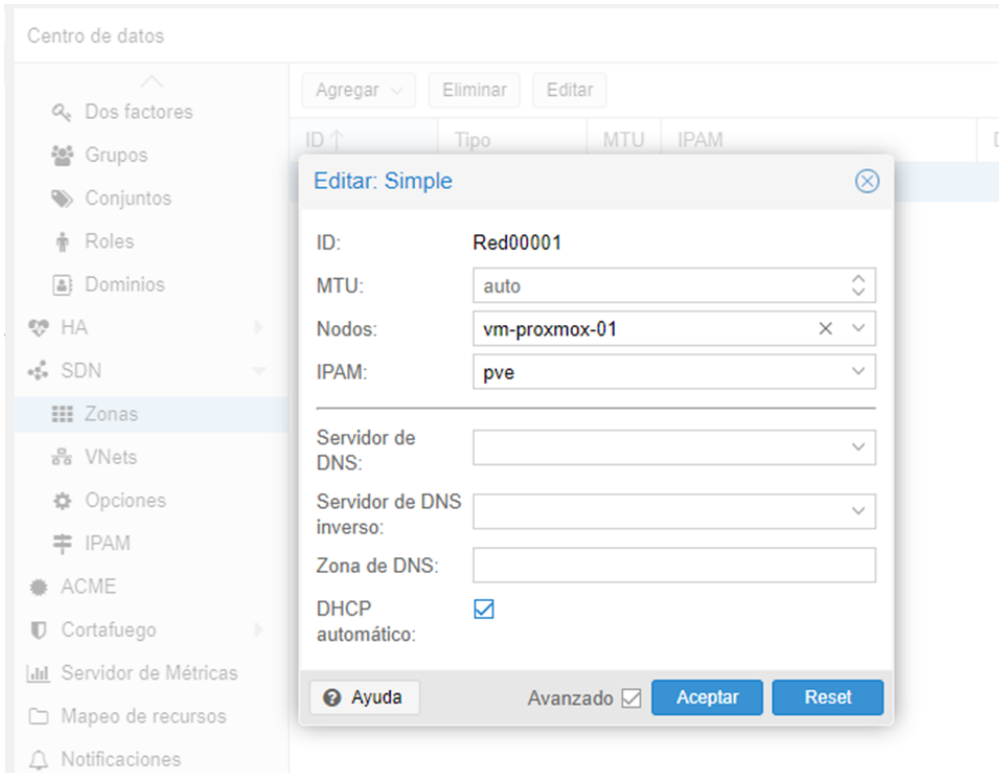 Centro de datos
Dos factores
Grupos
Conjuntos
Roles
Dominios
HA
SDN
Zonas
VNets
Opciones
IPAM
ACME
Cortafuego
Servidor de Métricas
Mapeo de recursos
Notificaciones
Agregar Eliminar Editar
ID Tipo MTU IPAM
Editar: Simple
ID: Red00001
MTU: auto
Nodos: vm-proxmox-01
IPAM: pve
Servidor de
DNS:
Servidor de DNS
inverso:
Zona de DNS:
DHCP
automático:
Ayuda Avanzado Aceptar Reset